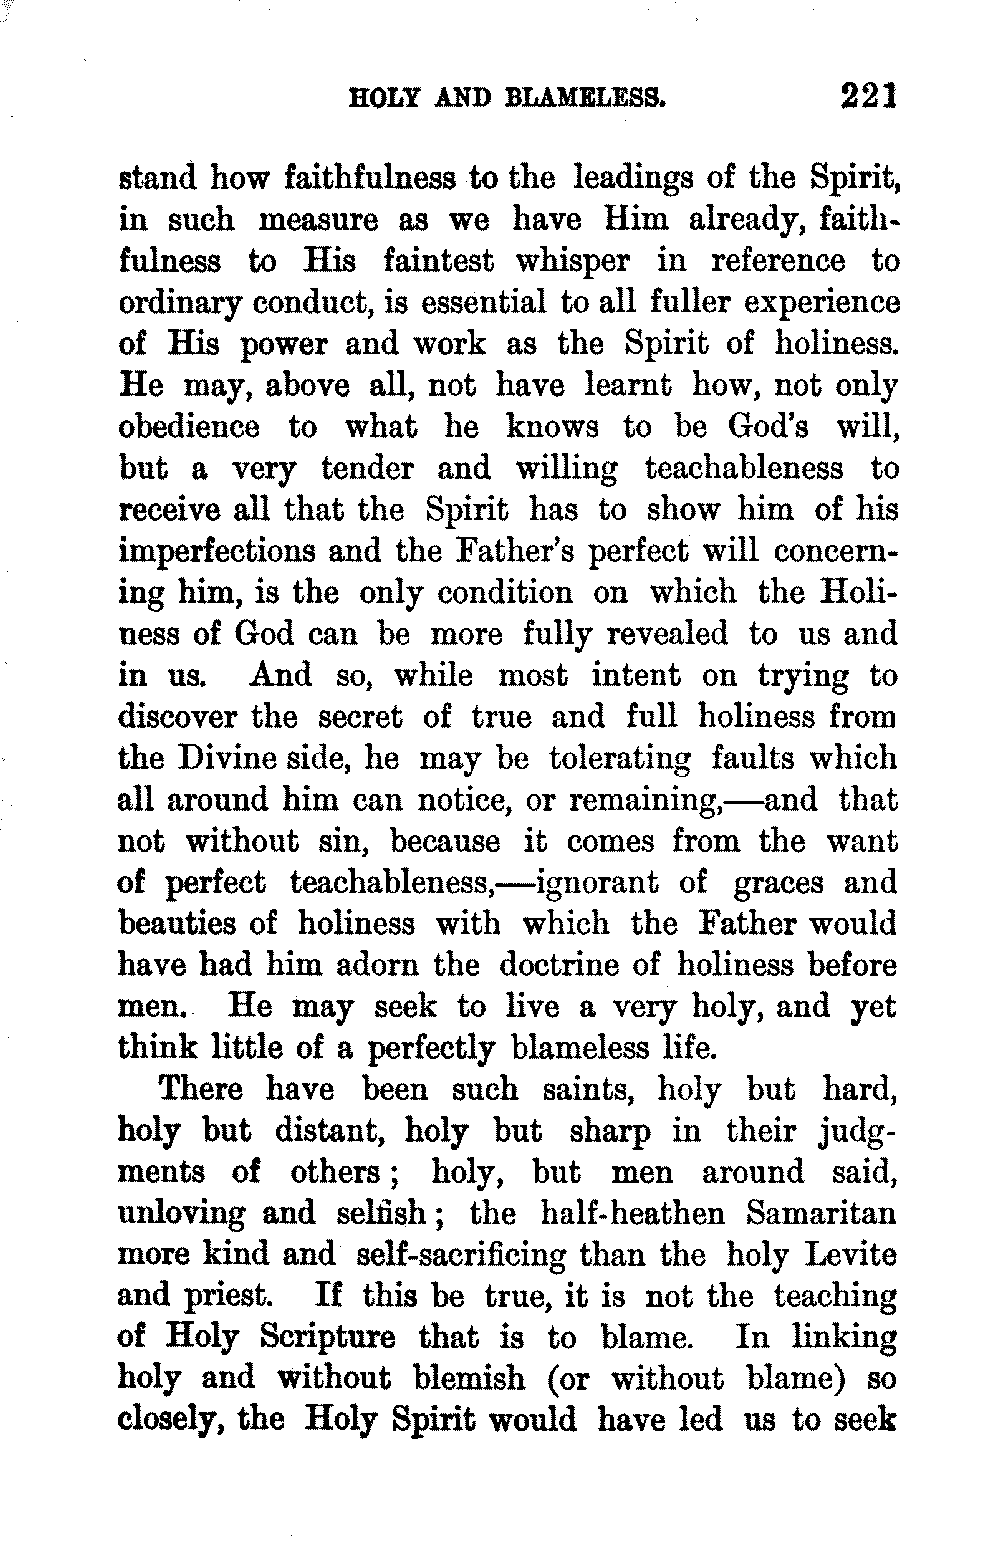 HOLY AND BLAMELESS. 221
stand how faithfulness to the leadings of the Spirit,
in such measure as we have Him already, faith-
fulness to His faintest whisper in reference to
ordinary conduct, is essential to all fuller experience
of His power and work as the Spirit of holiness.
He may, above all, not have learnt how, not only
obedience to what he knows to be God's will,
but a very tender and willing teachableness to
receive all that the Spirit has to show him of his
imperfections and the Father's perfect will concern-
ing him, is the only condition on which the Holi-
ness of God can be more fully revealed to us and
in us. And so, while most intent on trying to
discover the secret of true and full holiness from
the Divine side, he may be tolerating faults which
all around him can notice, or remaining,—and that
not without sin, because it comes from the want
of perfect teachableness,—ignorant of graces and
beauties of holiness with which the Father would
have had him adorn the doctrine of holiness before
men. He may seek to live a very holy, and yet
think little of a perfectly blameless life.
There have been such saints, holy but hard,
holy but distant, holy but sharp in their judg-
ments of others; holy, but men around said,
unloving and selfish; the half-heathen Samaritan
more kind and self-sacrificing than the holy Levite
and priest. If this be true, it is not the teaching
of Holy Scripture that is to blame. In linking
holy and without blemish (or without blame) so
closely, the Holy Spirit would have led us to seek